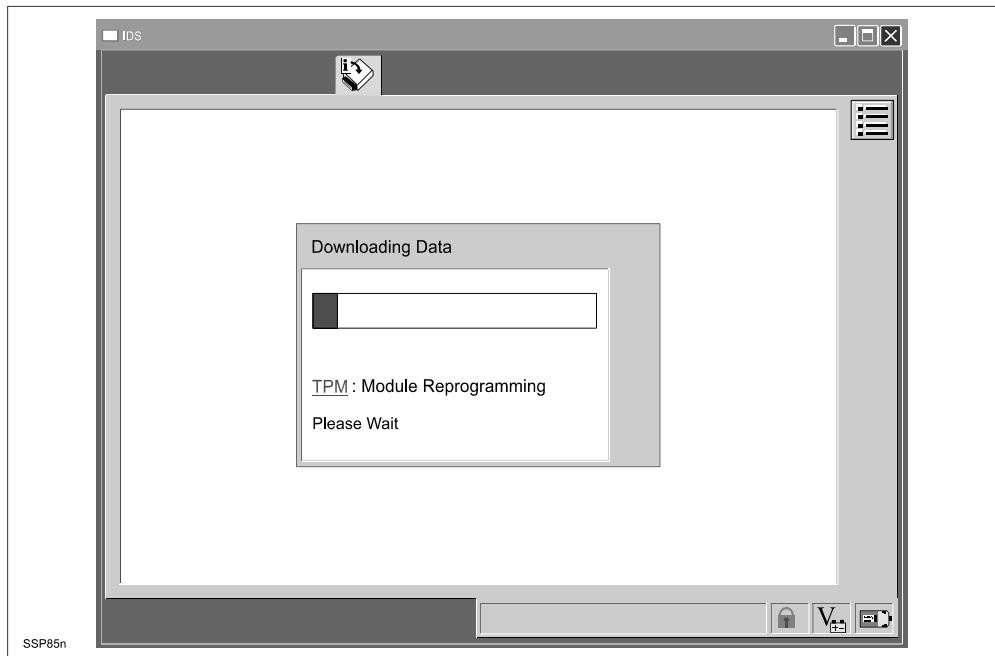 IDS
i
Downloading Data
TPM : Module Reprogramming
Please Wait
V
SSP85n